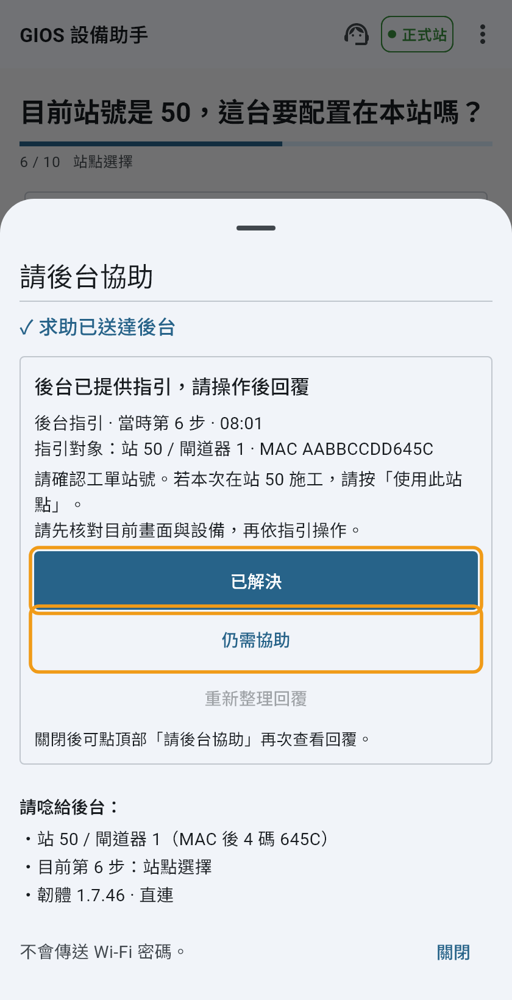 GIOS 設備助手
正式站
目前站號是 50，這台要配置在本站嗎？
6 / 10 站點選擇
請後台協助
✓ 求助已送達後台
後台已提供指引，請操作後回覆
後台指引 · 當時第 6 步 · 08:01
指引對象：站 50 / 閘道器 1 · MAC AABBCCDD645C
請確認工單站號。若本次在站 50 施工，請按「使用此站
點」。
請先核對目前畫面與設備，再依指引操作。
已解決
仍需協助
重新整理回覆
關閉後可點頂部「請後台協助」再次查看回覆。
請唸給後台：
・站 50 / 閘道器 1（MAC 後 4 碼 645C）
・目前第 6 步：站點選擇
・韌體 1.7.46 · 直連
不會傳送 Wi-Fi 密碼。
關閉